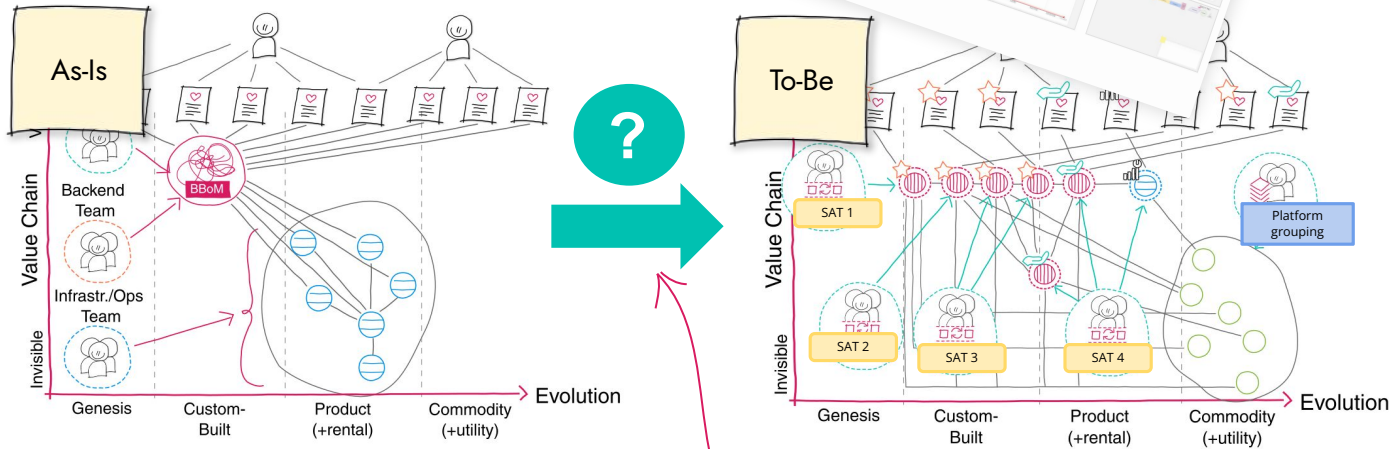 As-Is
Value Chain
Invisible
Backend
Team
BBoM
Infrastr./Ops
Team
Evolution
Genesis
Custom-
Built
Product
(+rental)
Commodity
(+utility)
?
To-Be
Value Chain
Invisible
SAT 1
Platform
grouping
SAT 2
SAT 3
SAT 4
Evolution
Genesis
Custom-
Built
Product
(+rental)
Commodity
(+utility)